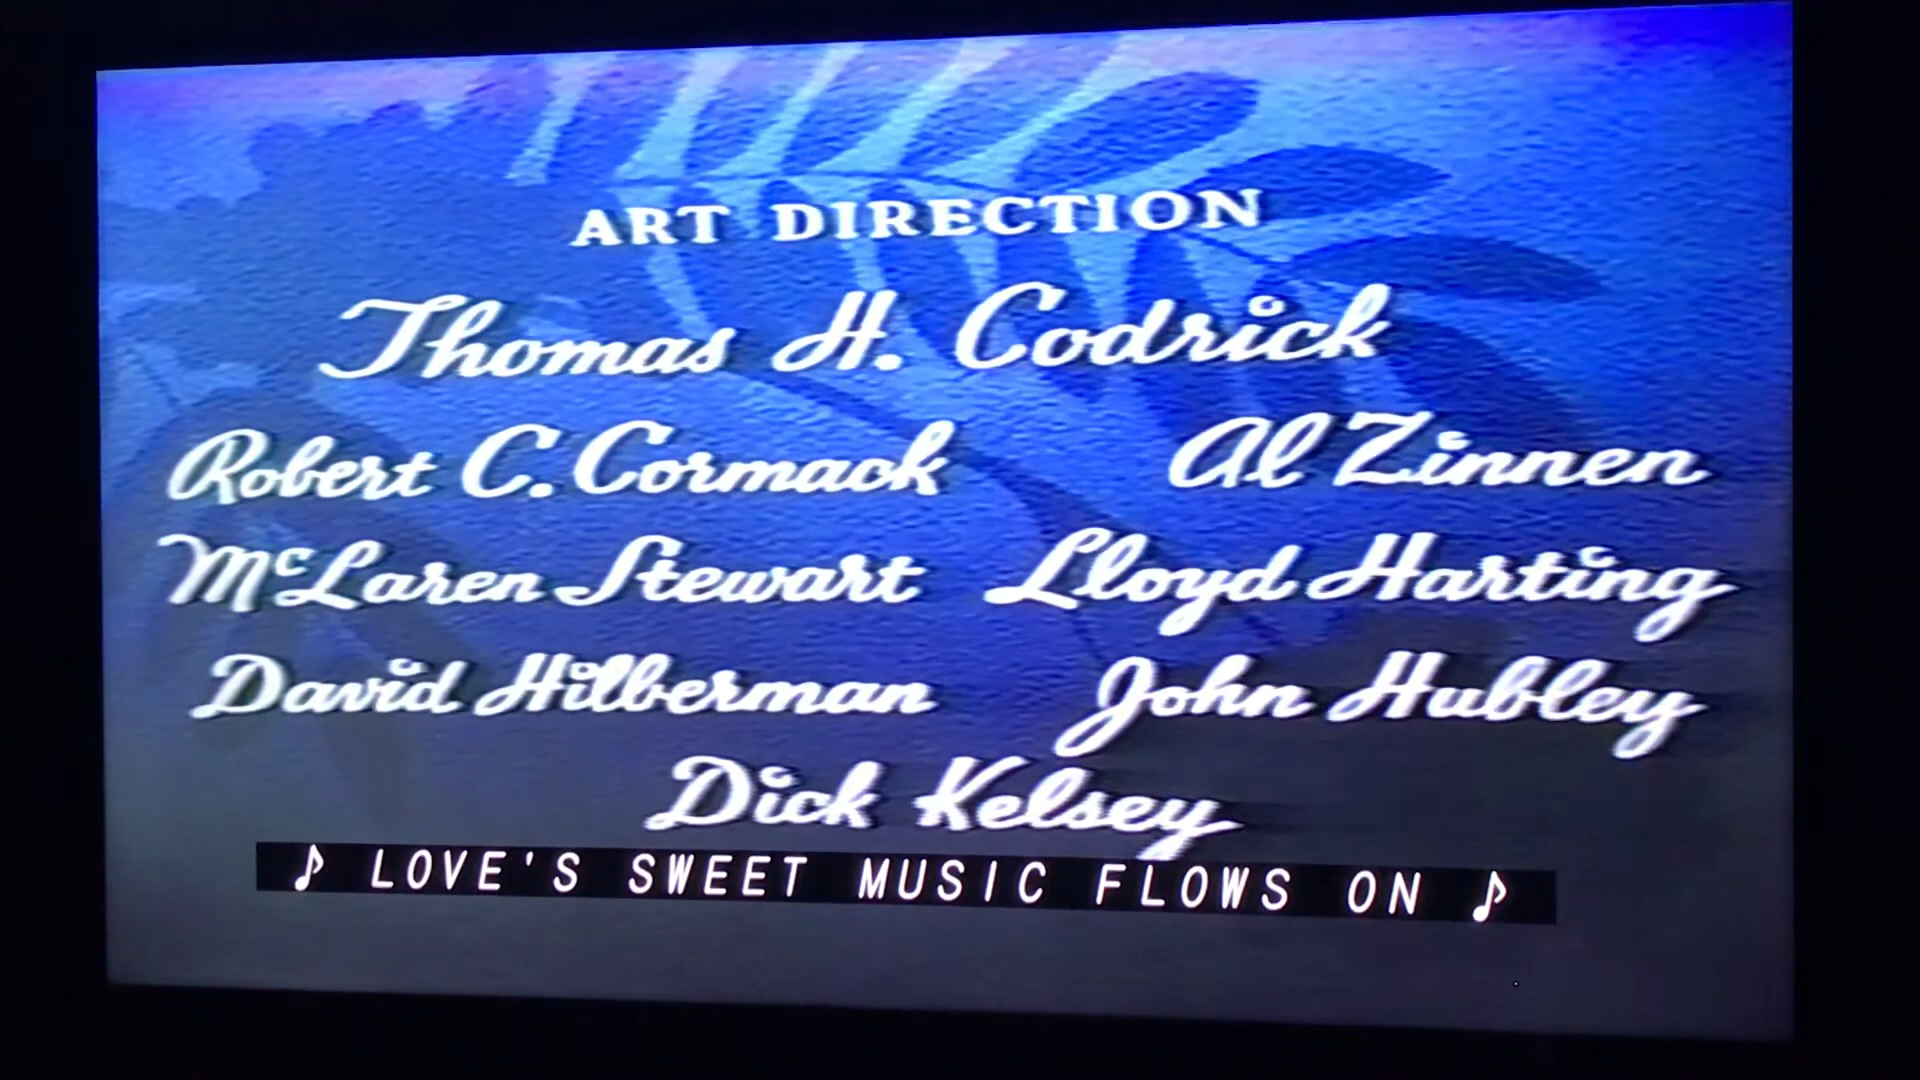 ART DIRECTION
Thomas H. Codrick
Robert C. Cormack Al Zinnen
McLaren Stewart Lloyd Harting
David Hilberman John Hubley
Dick Kelsey
♪ LOVE'S SWEET MUSIC FLOWS ON ♪